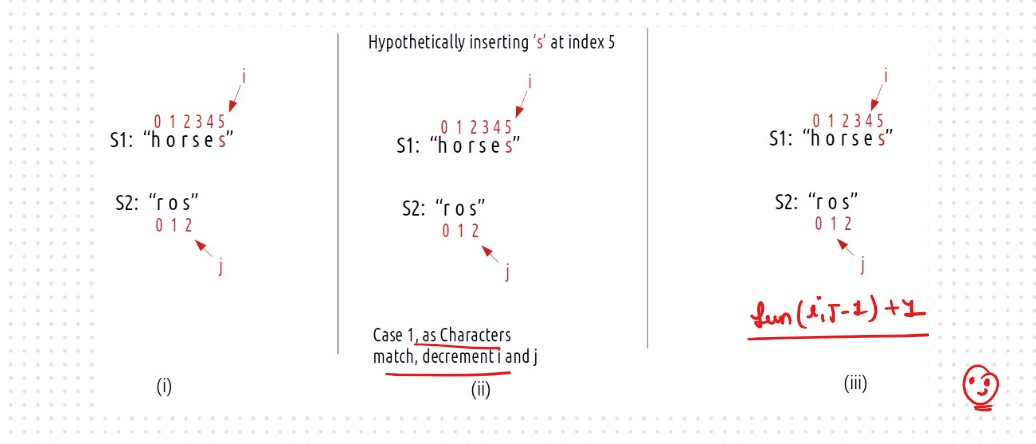 i
0 1 2 3 4 5
S1: “h o r s e s”
S2: “r o s”
0 1 2
j
(i)
Hypothetically inserting ‘s’ at index 5
i
0 1 2 3 4 5
S1: “h o r s e s”
S2: “r o s”
0 1 2
j
Case 1, as Characters
match, decrement i and j
(ii)
i
0 1 2 3 4 5
S1: “h o r s e s”
S2: “r o s”
0 1 2
j
fun(i,J-1)+1
(iii)